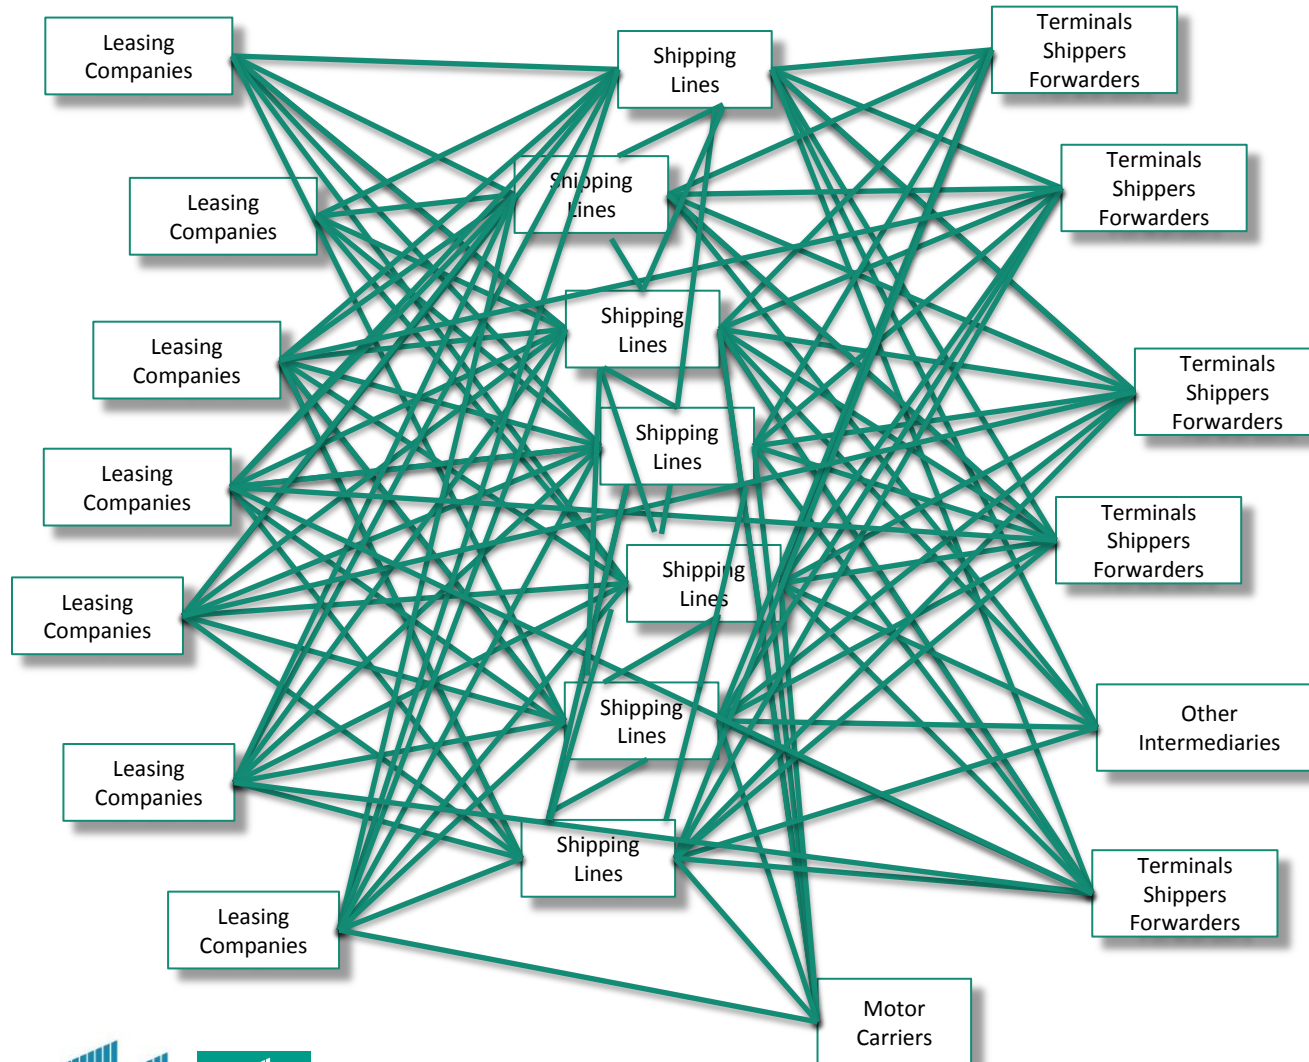 Leasing
Companies
Leasing
Companies
Leasing
Companies
Leasing
Companies
Leasing
Companies
Leasing
Companies
Leasing
Companies
Shipping
Lines
Shipping
Lines
Shipping
Lines
Shipping
Lines
Shipping
Lines
Shipping
Lines
Shipping
Lines
Terminals
Shippers
Forwarders
Terminals
Shippers
Forwarders
Terminals
Shippers
Forwarders
Terminals
Shippers
Forwarders
Other
Intermediaries
Terminals
Shippers
Forwarders
Motor
Carriers